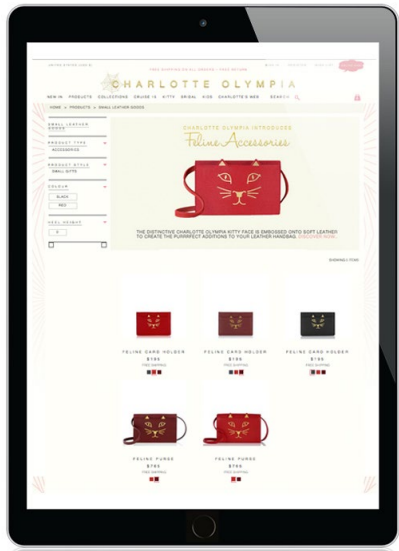 FREE SHIPPING ON ALL ORDERS + FREE RETURN
CHARLOTTE OLYMPIA
NEW IN PRODUCTS COLLECTIONS CRUISE 15 KITTY BRIDAL KIDS CHARLOTTE'S WEB SEARCH
HOME > PRODUCTS > SMALL LEATHER GOODS
SMALL LEATHER
GOODS
PRODUCT TYPE
ACCESSORIES
PRODUCT STYLE
SMALL GIFTS
COLOUR
BLACK
RED
HEEL HEIGHT
0
CHARLOTTE OLYMPIA INTRODUCES
Feline Accessories
THE DISTINCTIVE CHARLOTTE OLYMPIA KITTY FACE IS EMBOSSED ONTO SOFT LEATHER
TO CREATE THE PURRRFECT ADDITIONS TO YOUR LEATHER HANDBAG. DISCOVER NOW.
FELINE CARD HOLDER FELINE CARD HOLDER FELINE CARD HOLDER
$195 $195 $195
FREE SHIPPING FREE SHIPPING FREE SHIPPING
FELINE PURSE FELINE PURSE
$795 $795
FREE SHIPPING FREE SHIPPING